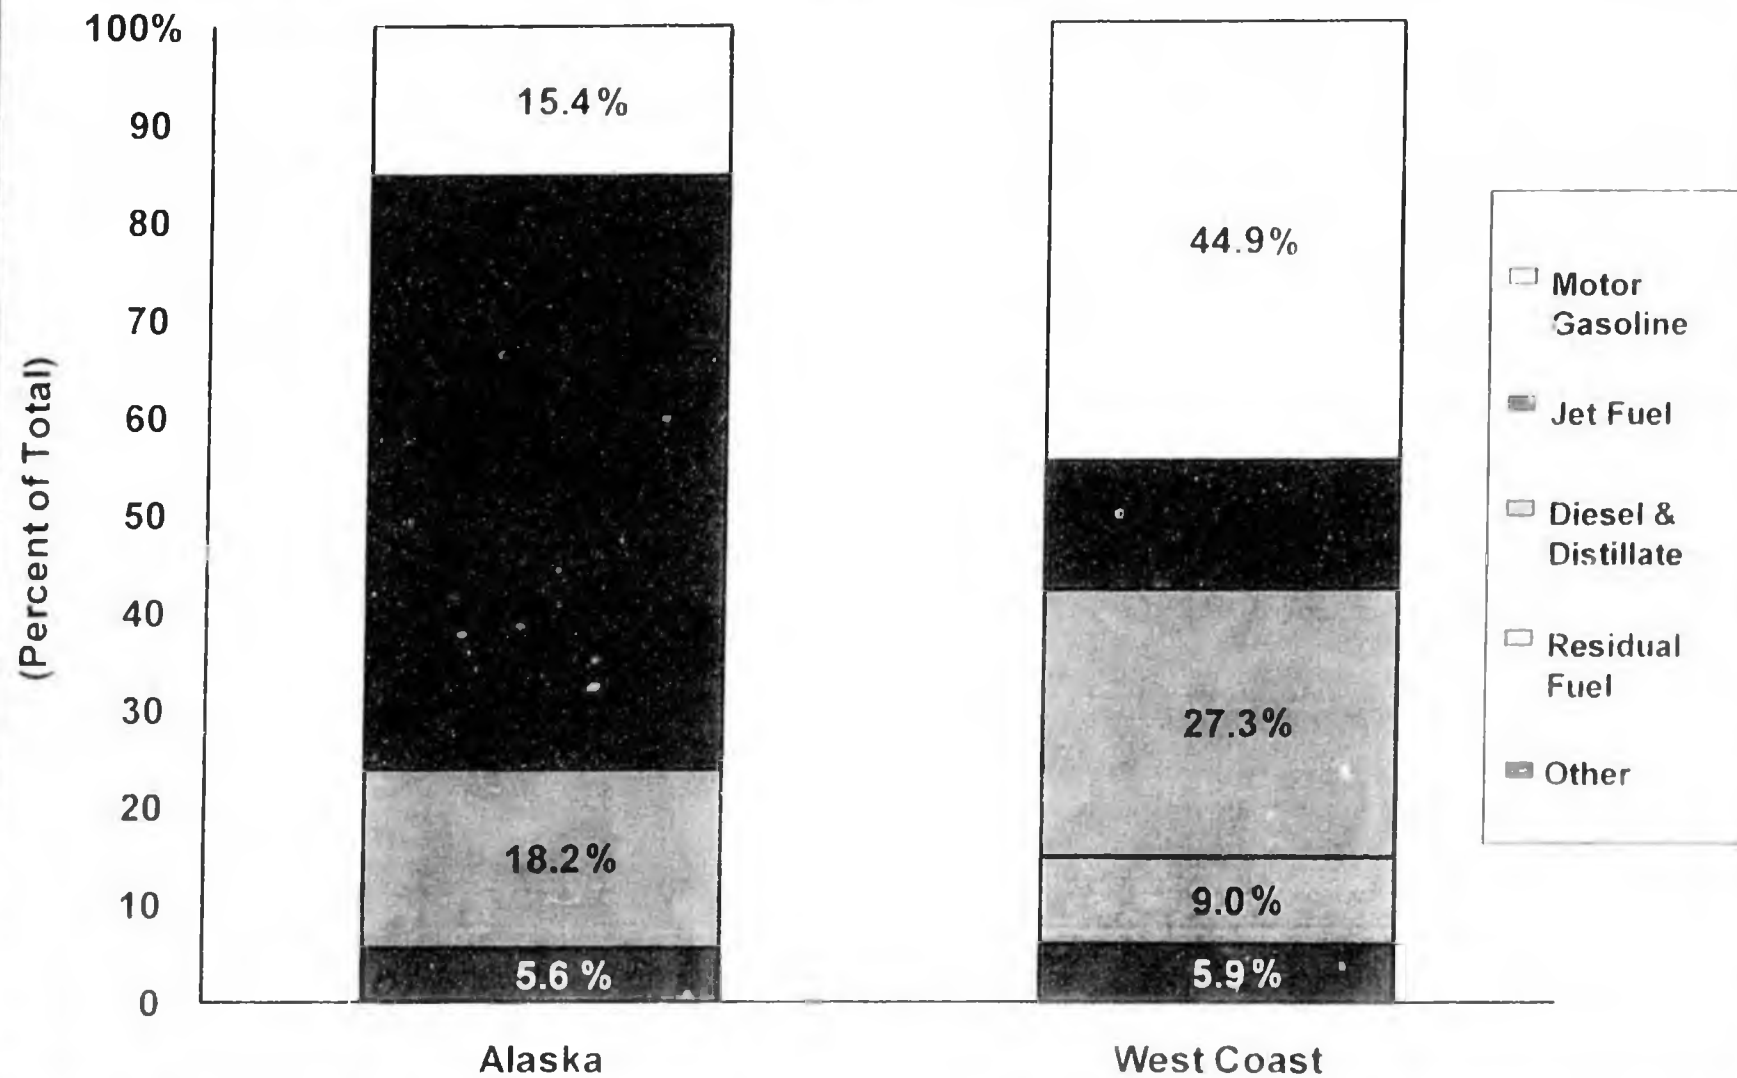 100%
90
80
70
60
50
40
30
20
10
0
(Percent of Total)
15.4%
18.2%
5.6%
44.9%
27.3%
9.0%
5.9%
Alaska
West Coast
Motor
Gasoline
Jet Fuel
Diesel &
Distillate
Residual
Fuel
Other